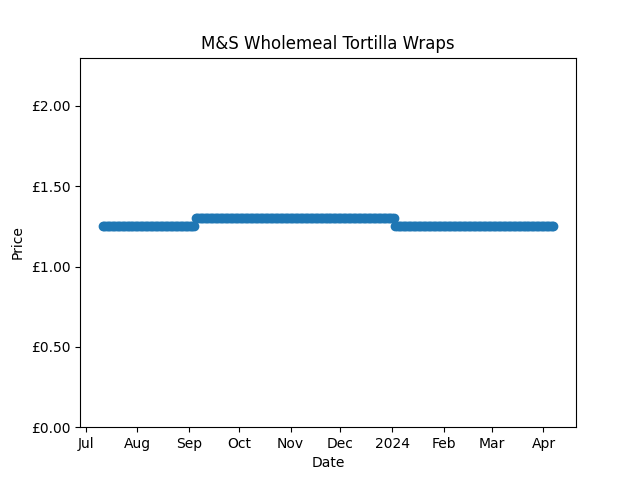 M&S Wholemeal Tortilla Wraps
£2.00
£1.50
£1.00
£0.50
£0.00
Price
Jul Aug Sep Oct Nov Dec 2024 Feb Mar Apr
Date